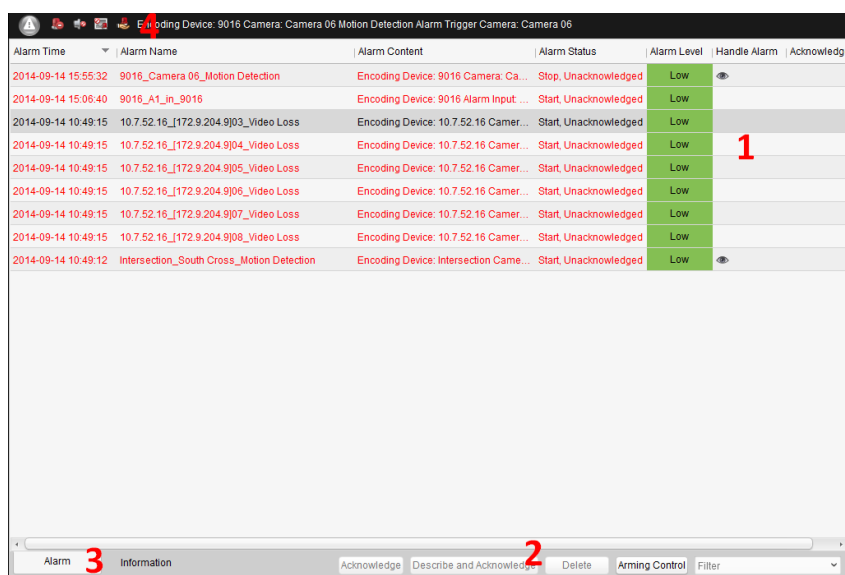 Encoding Device: 9016 Camera: Camera 06 Motion Detection Alarm Trigger Camera: Camera 06
4
Alarm Time Alarm Name Alarm Content Alarm Status Alarm Level Handle Alarm Acknowledg
2014-09-14 15:55:32 9016_Camera 06_Motion Detection Encoding Device: 9016 Camera: Ca... Stop, Unacknowledged Low
2014-09-14 15:06:40 9016_A1_in_9016 Encoding Device: 9016 Alarm Input: ... Start, Unacknowledged Low
2014-09-14 10:49:15 10.7.52.16_[172.9.204.9]03_Video Loss Encoding Device: 10.7.52.16 Camer... Start, Unacknowledged Low
2014-09-14 10:49:15 10.7.52.16_[172.9.204.9]04_Video Loss Encoding Device: 10.7.52.16 Camer... Start, Unacknowledged Low
1
2014-09-14 10:49:15 10.7.52.16_[172.9.204.9]05_Video Loss Encoding Device: 10.7.52.16 Camer... Start, Unacknowledged Low
2014-09-14 10:49:15 10.7.52.16_[172.9.204.9]06_Video Loss Encoding Device: 10.7.52.16 Camer... Start, Unacknowledged Low
2014-09-14 10:49:15 10.7.52.16_[172.9.204.9]07_Video Loss Encoding Device: 10.7.52.16 Camer... Start, Unacknowledged Low
2014-09-14 10:49:15 10.7.52.16_[172.9.204.9]08_Video Loss Encoding Device: 10.7.52.16 Camer... Start, Unacknowledged Low
2014-09-14 10:49:12 Intersection_South Cross_Motion Detection Encoding Device: Intersection Came... Start, Unacknowledged Low
2
Alarm 3 Information Acknowledge Describe and Acknowledge Delete Arming Control Filter